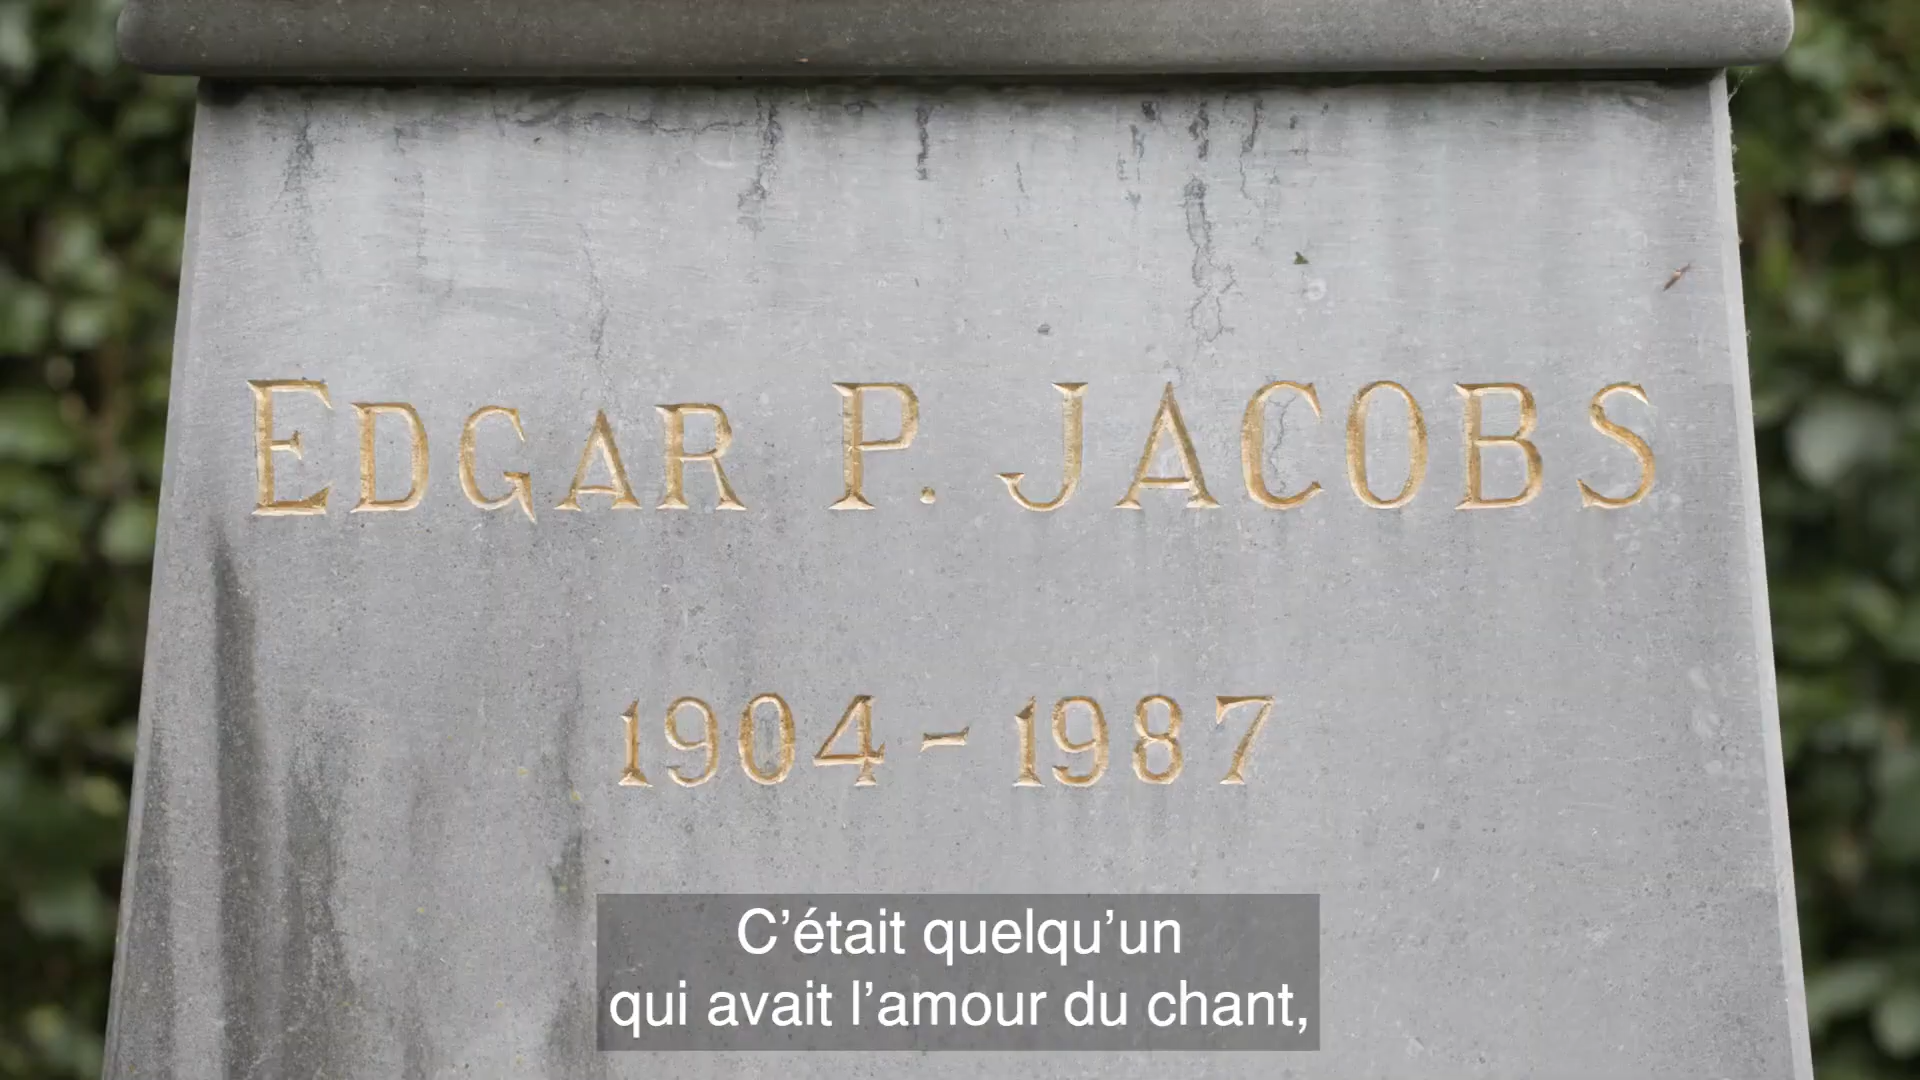 EDGAR P. JACOBS
1904 - 1987
C’était quelqu’un
qui avait l’amour du chant,